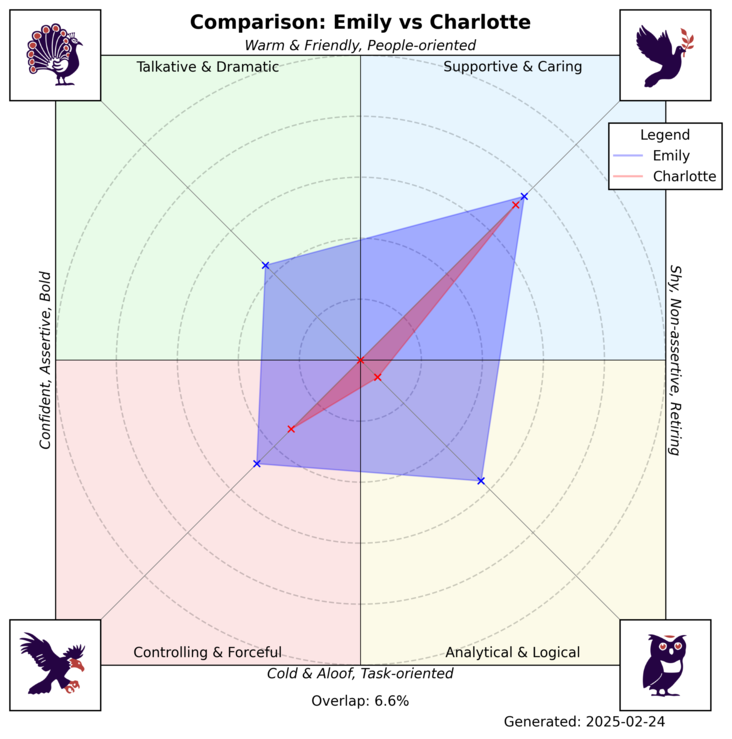 Comparison: Emily vs Charlotte
Warm & Friendly, People-oriented
Talkative & Dramatic
Supportive & Caring
Legend
Emily
Charlotte
Confident, Assertive, Bold
Shy, Non-assertive, Retiring
Controlling & Forceful
Analytical & Logical
Cold & Aloof, Task-oriented
Overlap: 6.6%
Generated: 2025-02-24